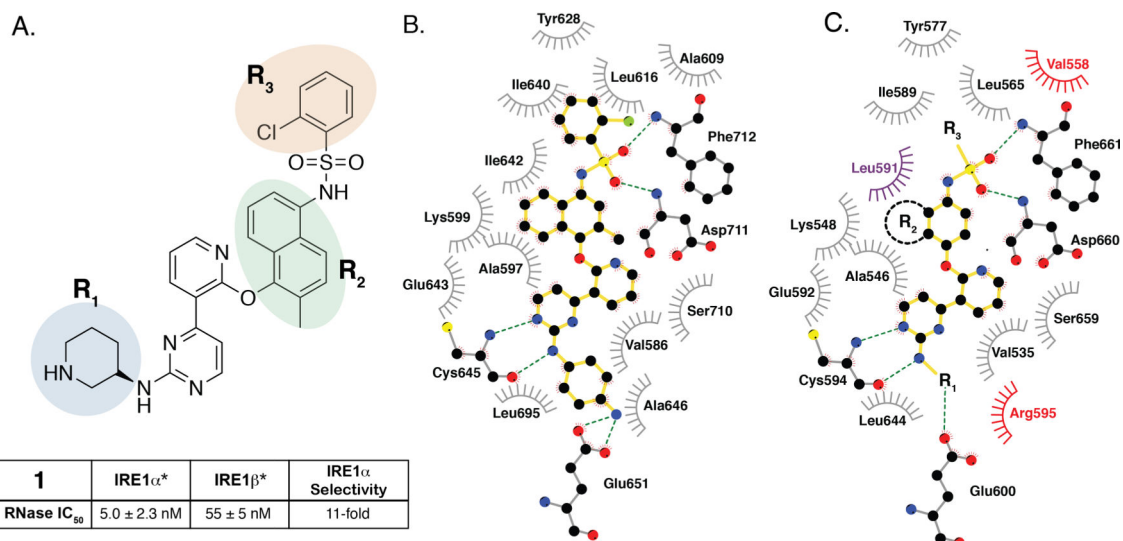 A.
R3
Cl
O=S=O
NH
R2
N
O
R1
N
HN
N
H
N
1 IRE1α* IRE1β* IRE1α Selectivity
RNase IC50 5.0 ± 2.3 nM 55 ± 5 nM 11-fold
B.
Tyr628
Ala609
Leu616
Ile640
Phe712
Ile642
Lys599
Asp711
Ala597
Glu643
Ser710
Val586
Cys645
Leu695
Ala646
Glu651
C.
Tyr577
Val558
Leu565
Ile589
R3
Phe661
Leu591
R2
Lys548
Asp660
Ala546
Glu592
Ser659
Val535
Cys594
R1
Leu644
Arg595
Glu600